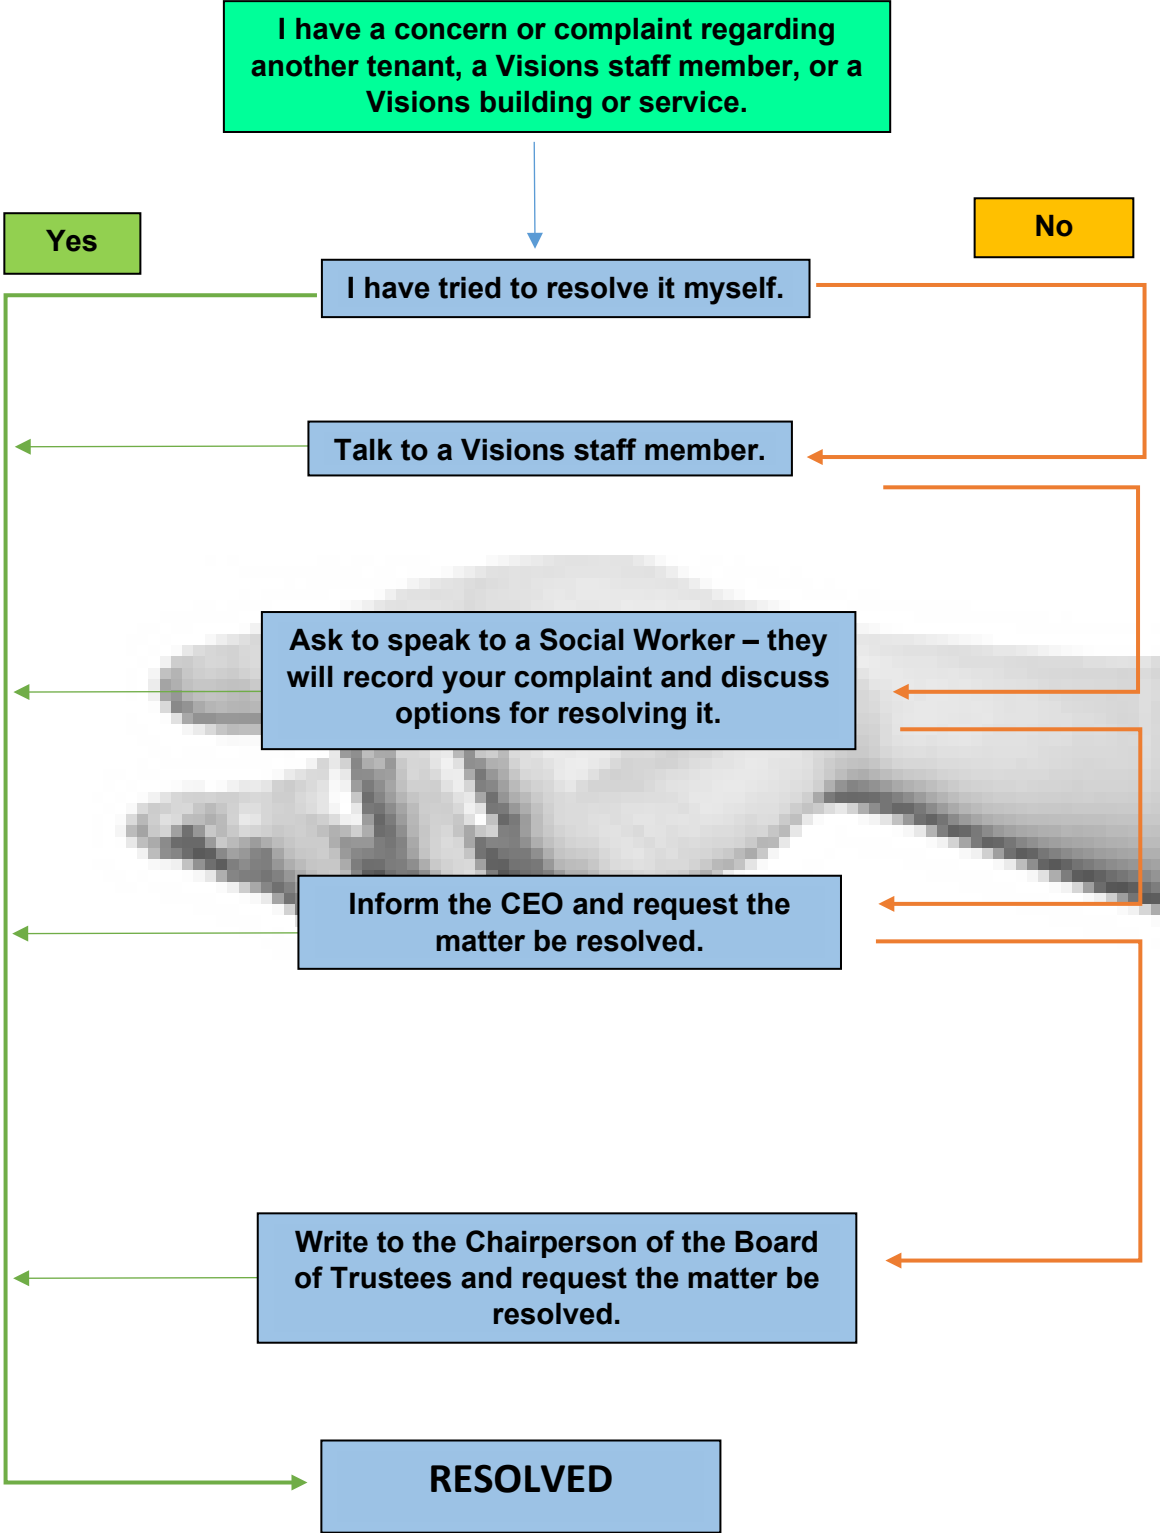 I have a concern or complaint regarding
another tenant, a Visions staff member, or a
Visions building or service.
Yes
No
I have tried to resolve it myself.
Talk to a Visions staff member.
Ask to speak to a Social Worker – they
will record your complaint and discuss
options for resolving it.
Inform the CEO and request the
matter be resolved.
Write to the Chairperson of the Board
of Trustees and request the matter be
resolved.
RESOLVED